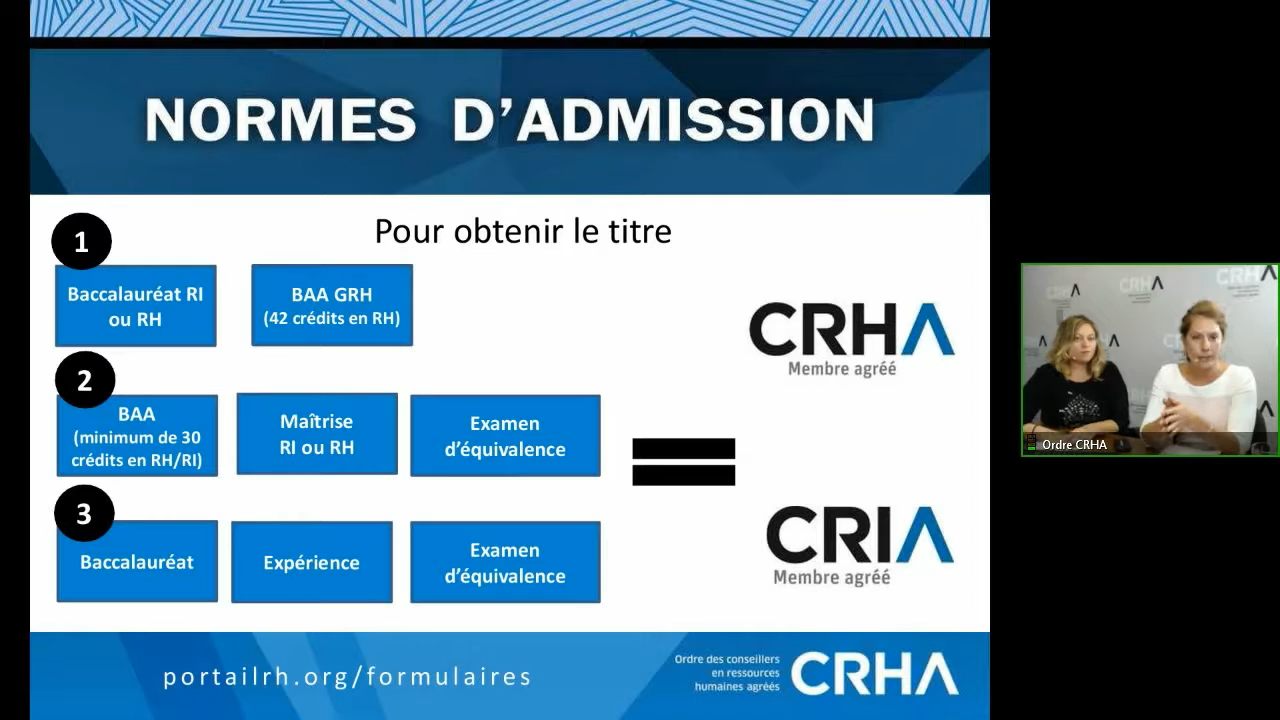 NORMES D’ADMISSION
Pour obtenir le titre
1
Baccalauréat RI
ou RH
BAA GRH
(42 crédits en RH)
2
BAA
(minimum de 30
crédits en RH/RI)
Maîtrise
RI ou RH
Examen
d’équivalence
3
Baccalauréat
Expérience
Examen
d’équivalence
CRHA
Membre agréé
CRIA
Membre agréé
portailrh.org/formulaires
Ordre des conseillers
en ressources
humaines agréés
CRHA
Ordre CRHA